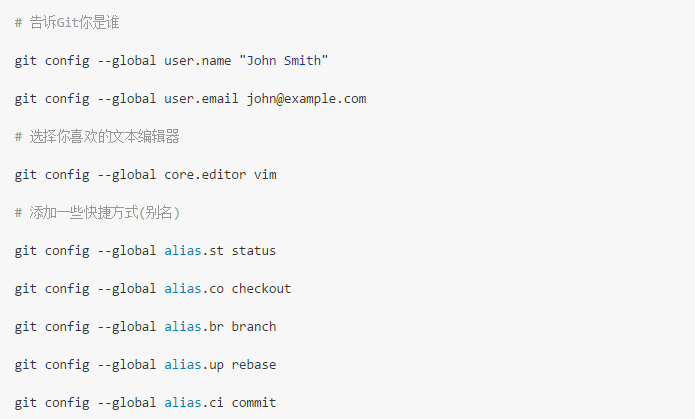 # 告诉Git你是谁
git config --global user.name "John Smith"
git config --global user.email john@example.com
# 选择你喜欢的文本编辑器
git config --global core.editor vim
# 添加一些快捷方式(别名)
git config --global alias.st status
git config --global alias.co checkout
git config --global alias.br branch
git config --global alias.up rebase
git config --global alias.ci commit